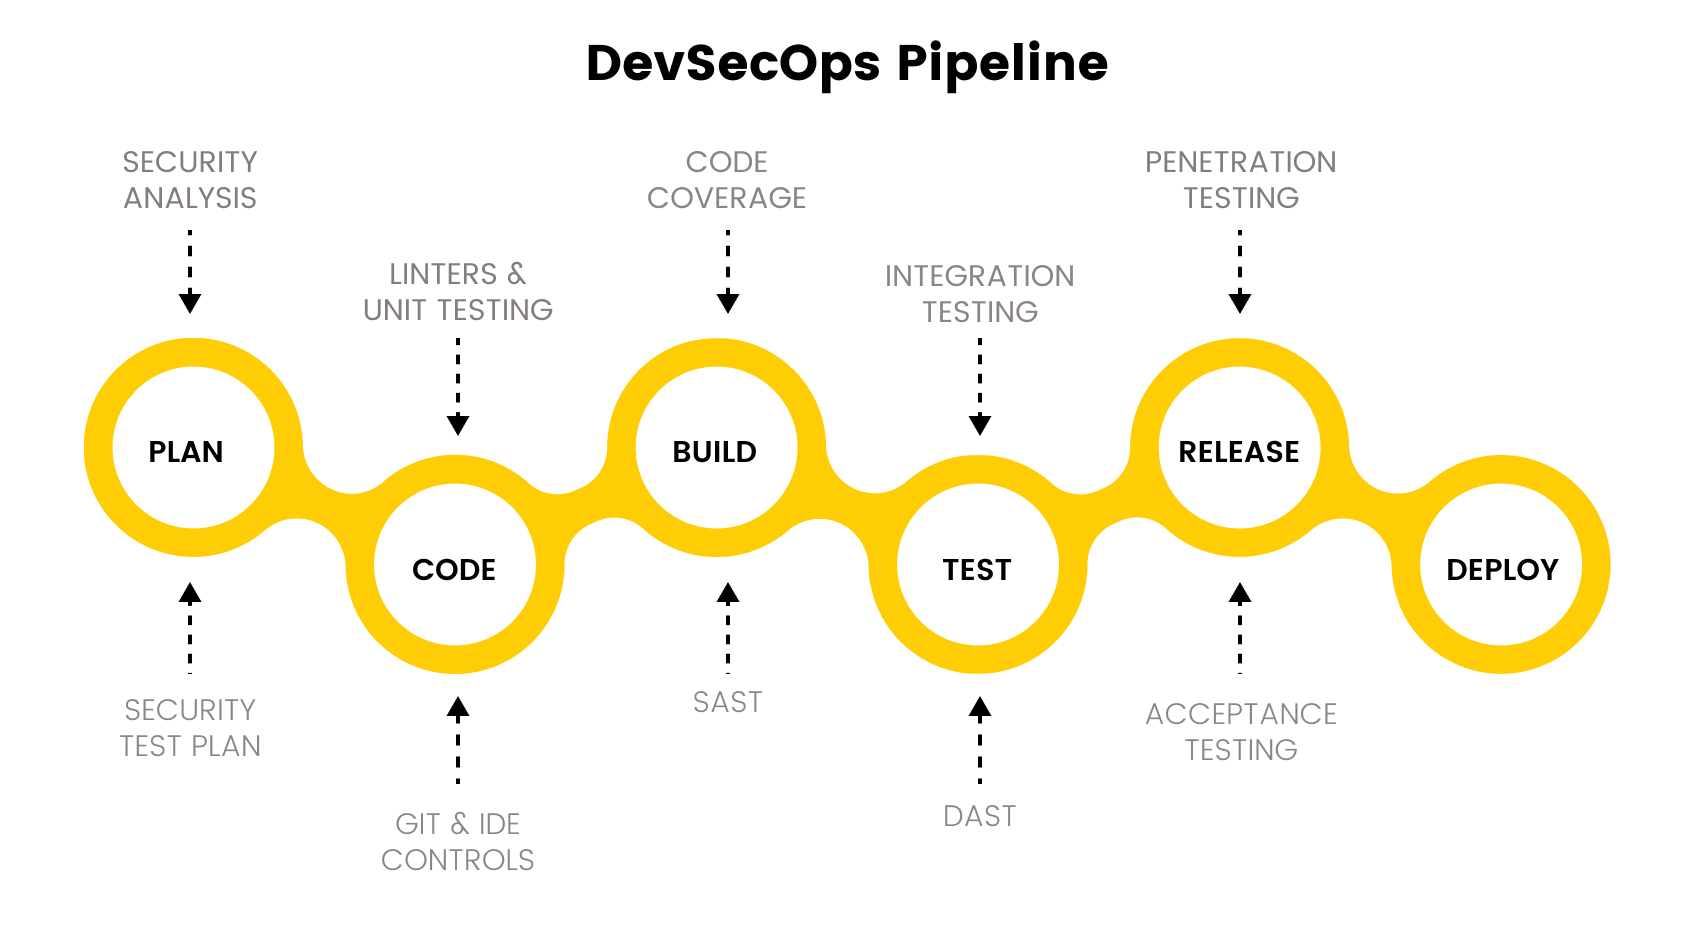 DevSecOps Pipeline
SECURITY
ANALYSIS
CODE
COVERAGE
PENETRATION
TESTING
LINTERS &
UNIT TESTING
INTEGRATION
TESTING
PLAN
BUILD
RELEASE
CODE
TEST
DEPLOY
SECURITY
TEST PLAN
SAST
ACCEPTANCE
TESTING
GIT & IDE
CONTROLS
DAST